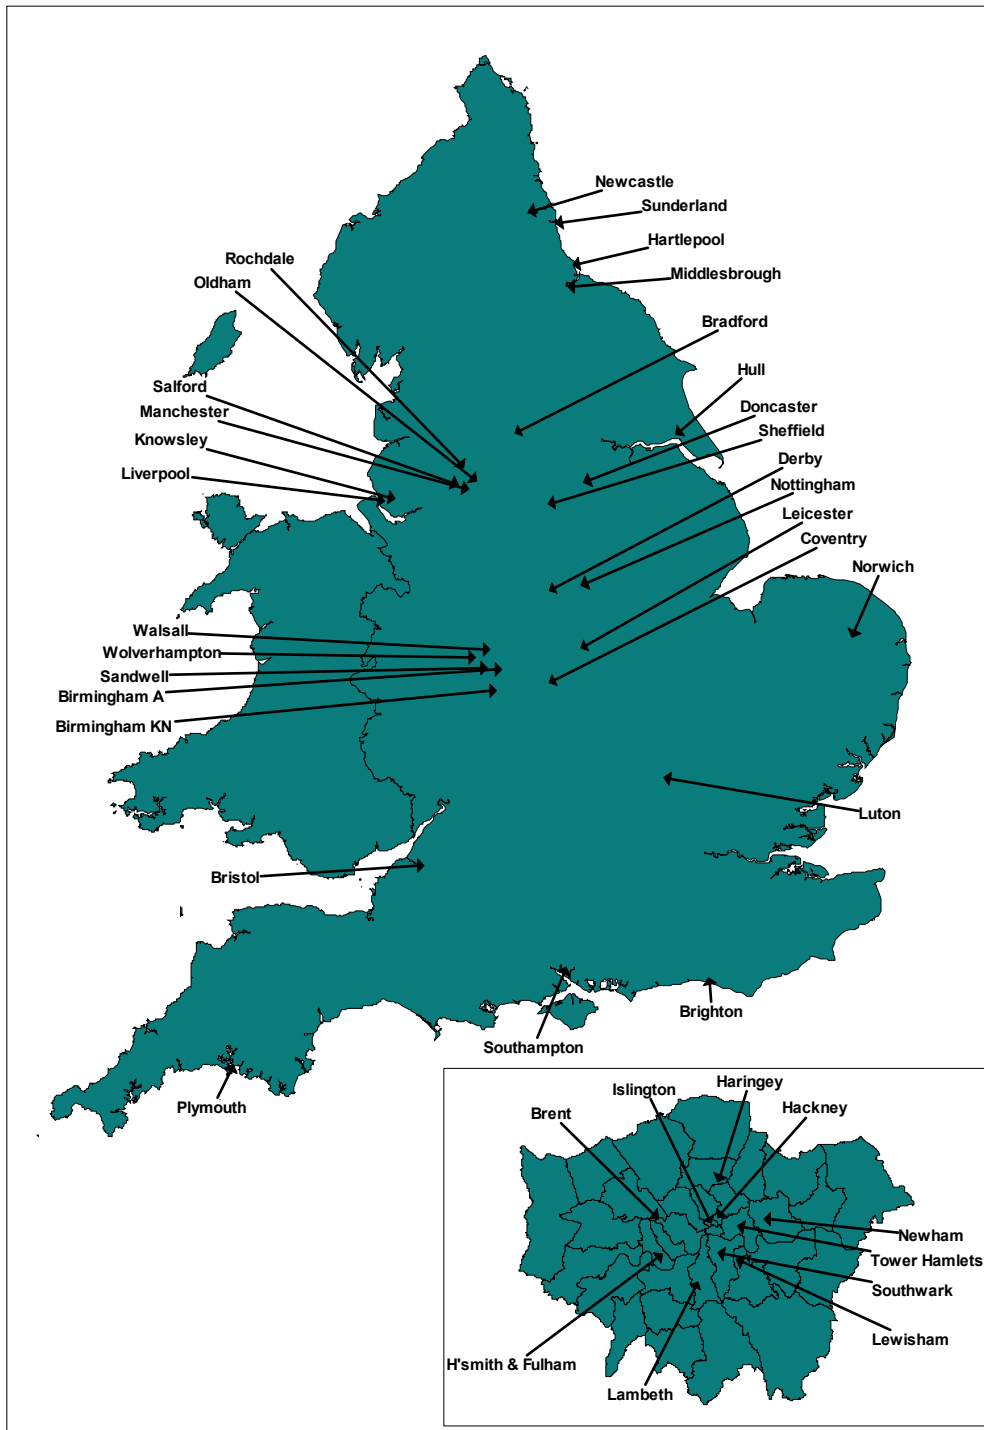 Newcastle
Sunderland
Hartlepool
Rochdale
Middlesbrough
Oldham
Bradford
Hull
Salford
Doncaster
Manchester
Sheffield
Knowsley
Derby
Liverpool
Nottingham
Leicester
Coventry
Norwich
Walsall
Wolverhampton
Sandwell
Birmingham A
Birmingham KN
Luton
Bristol
Brighton
Southampton
Plymouth
Haringey
Islington
Hackney
Brent
Newham
Tower Hamlets
Southwark
Lewisham
H'smith & Fulham
Lambeth